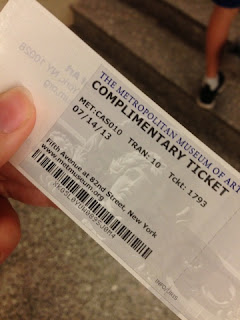 THE METROPOLITAN MUSEUM OF ART
COMPLIMENTARY TICKET
MET:CAS010 TRAN: 10 Tckt: 1793
07/14/13
Fifth Avenue at 82nd Street, New York
www.metmuseum.org